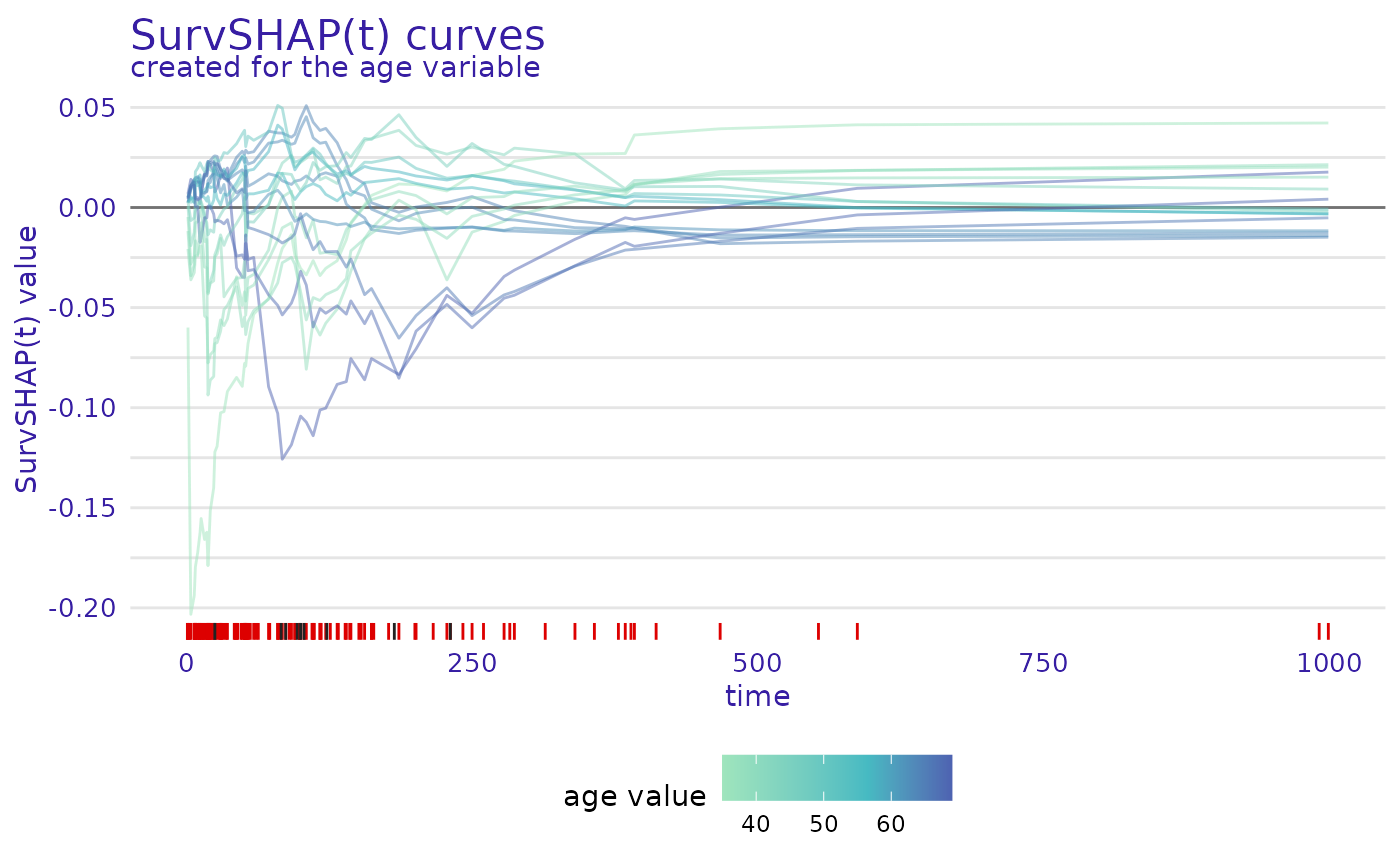 SurvSHAP(t) curves
created for the age variable
SurvSHAP(t) value
0.05
0.00
-0.05
-0.10
-0.15
-0.20
0 250 500 750 1000
time
age value
40 50 60